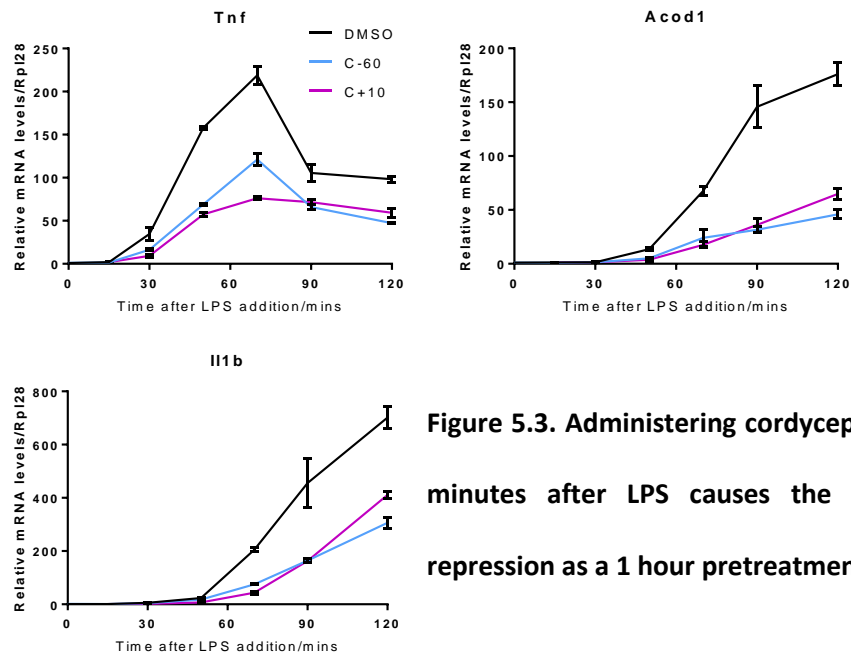 Tnf
DMSO
C-60
C+10
Relative mRNA levels/Rpl28
250
200
150
100
50
0
0 30 60 90 120
Time after LPS addition/mins
Acod1
Relative mRNA levels/Rpl28
200
150
100
50
0
0 30 60 90 120
Time after LPS addition/mins
Il1b
Relative mRNA levels/Rpl28
800
600
400
200
0
0 30 60 90 120
Time after LPS addition/mins
Figure 5.3. Administering cordycep
minutes after LPS causes the
repression as a 1 hour pretreatmen